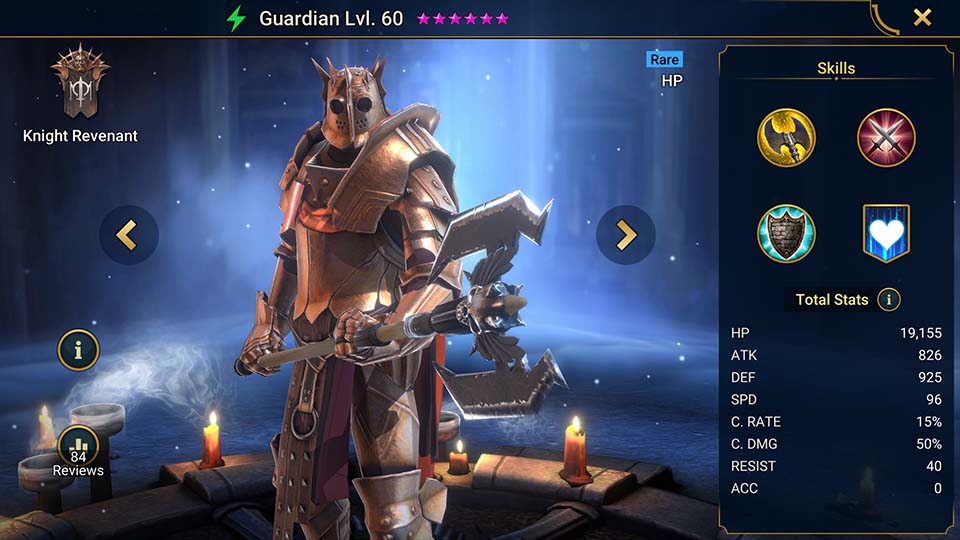 Guardian Lvl. 60
Knight Revenant
Rare
HP
84
Reviews
Skills
Total Stats
HP 19,155
ATK 826
DEF 925
SPD 96
C. RATE 15%
C. DMG 50%
RESIST 40
ACC 0